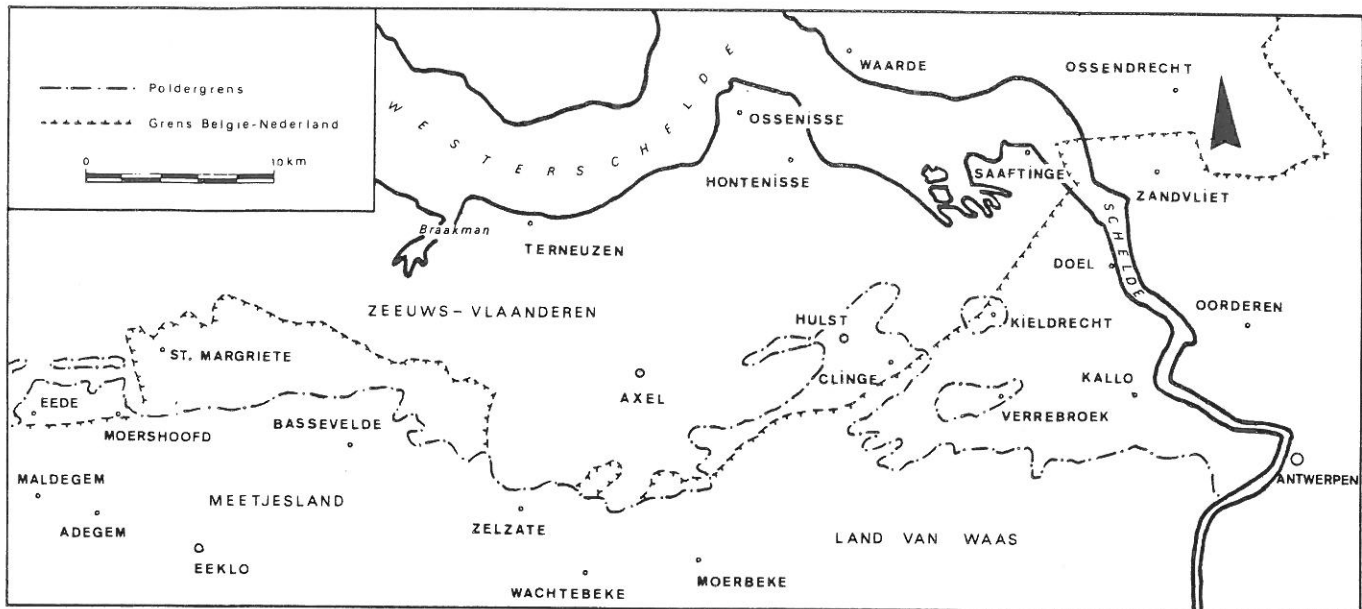 Poldergrens
Grens Belgie-Nederland
0 10 km
WESTERSCHELDE
WAARDE
OSSENDRECHT
OSSENISSE
HONTENISSE
SAAFTINGE
ZANDVLIET
SCHELDE
Braakman
TERNEUZEN
DOEL
ZEEUWS-VLAANDEREN
HULST
KIELDRECHT
OORDEREN
ST. MARGRIETE
CLINGE
AXEL
KALLO
EEDE
VERREBROEK
MOERSHOOFD
BASSEVELDE
MALDEGEM
ANTWERPEN
MEETJESLAND
ADEGEM
ZELZATE
LAND VAN WAAS
EEKLO
WACHTEBEKE
MOERBEKE